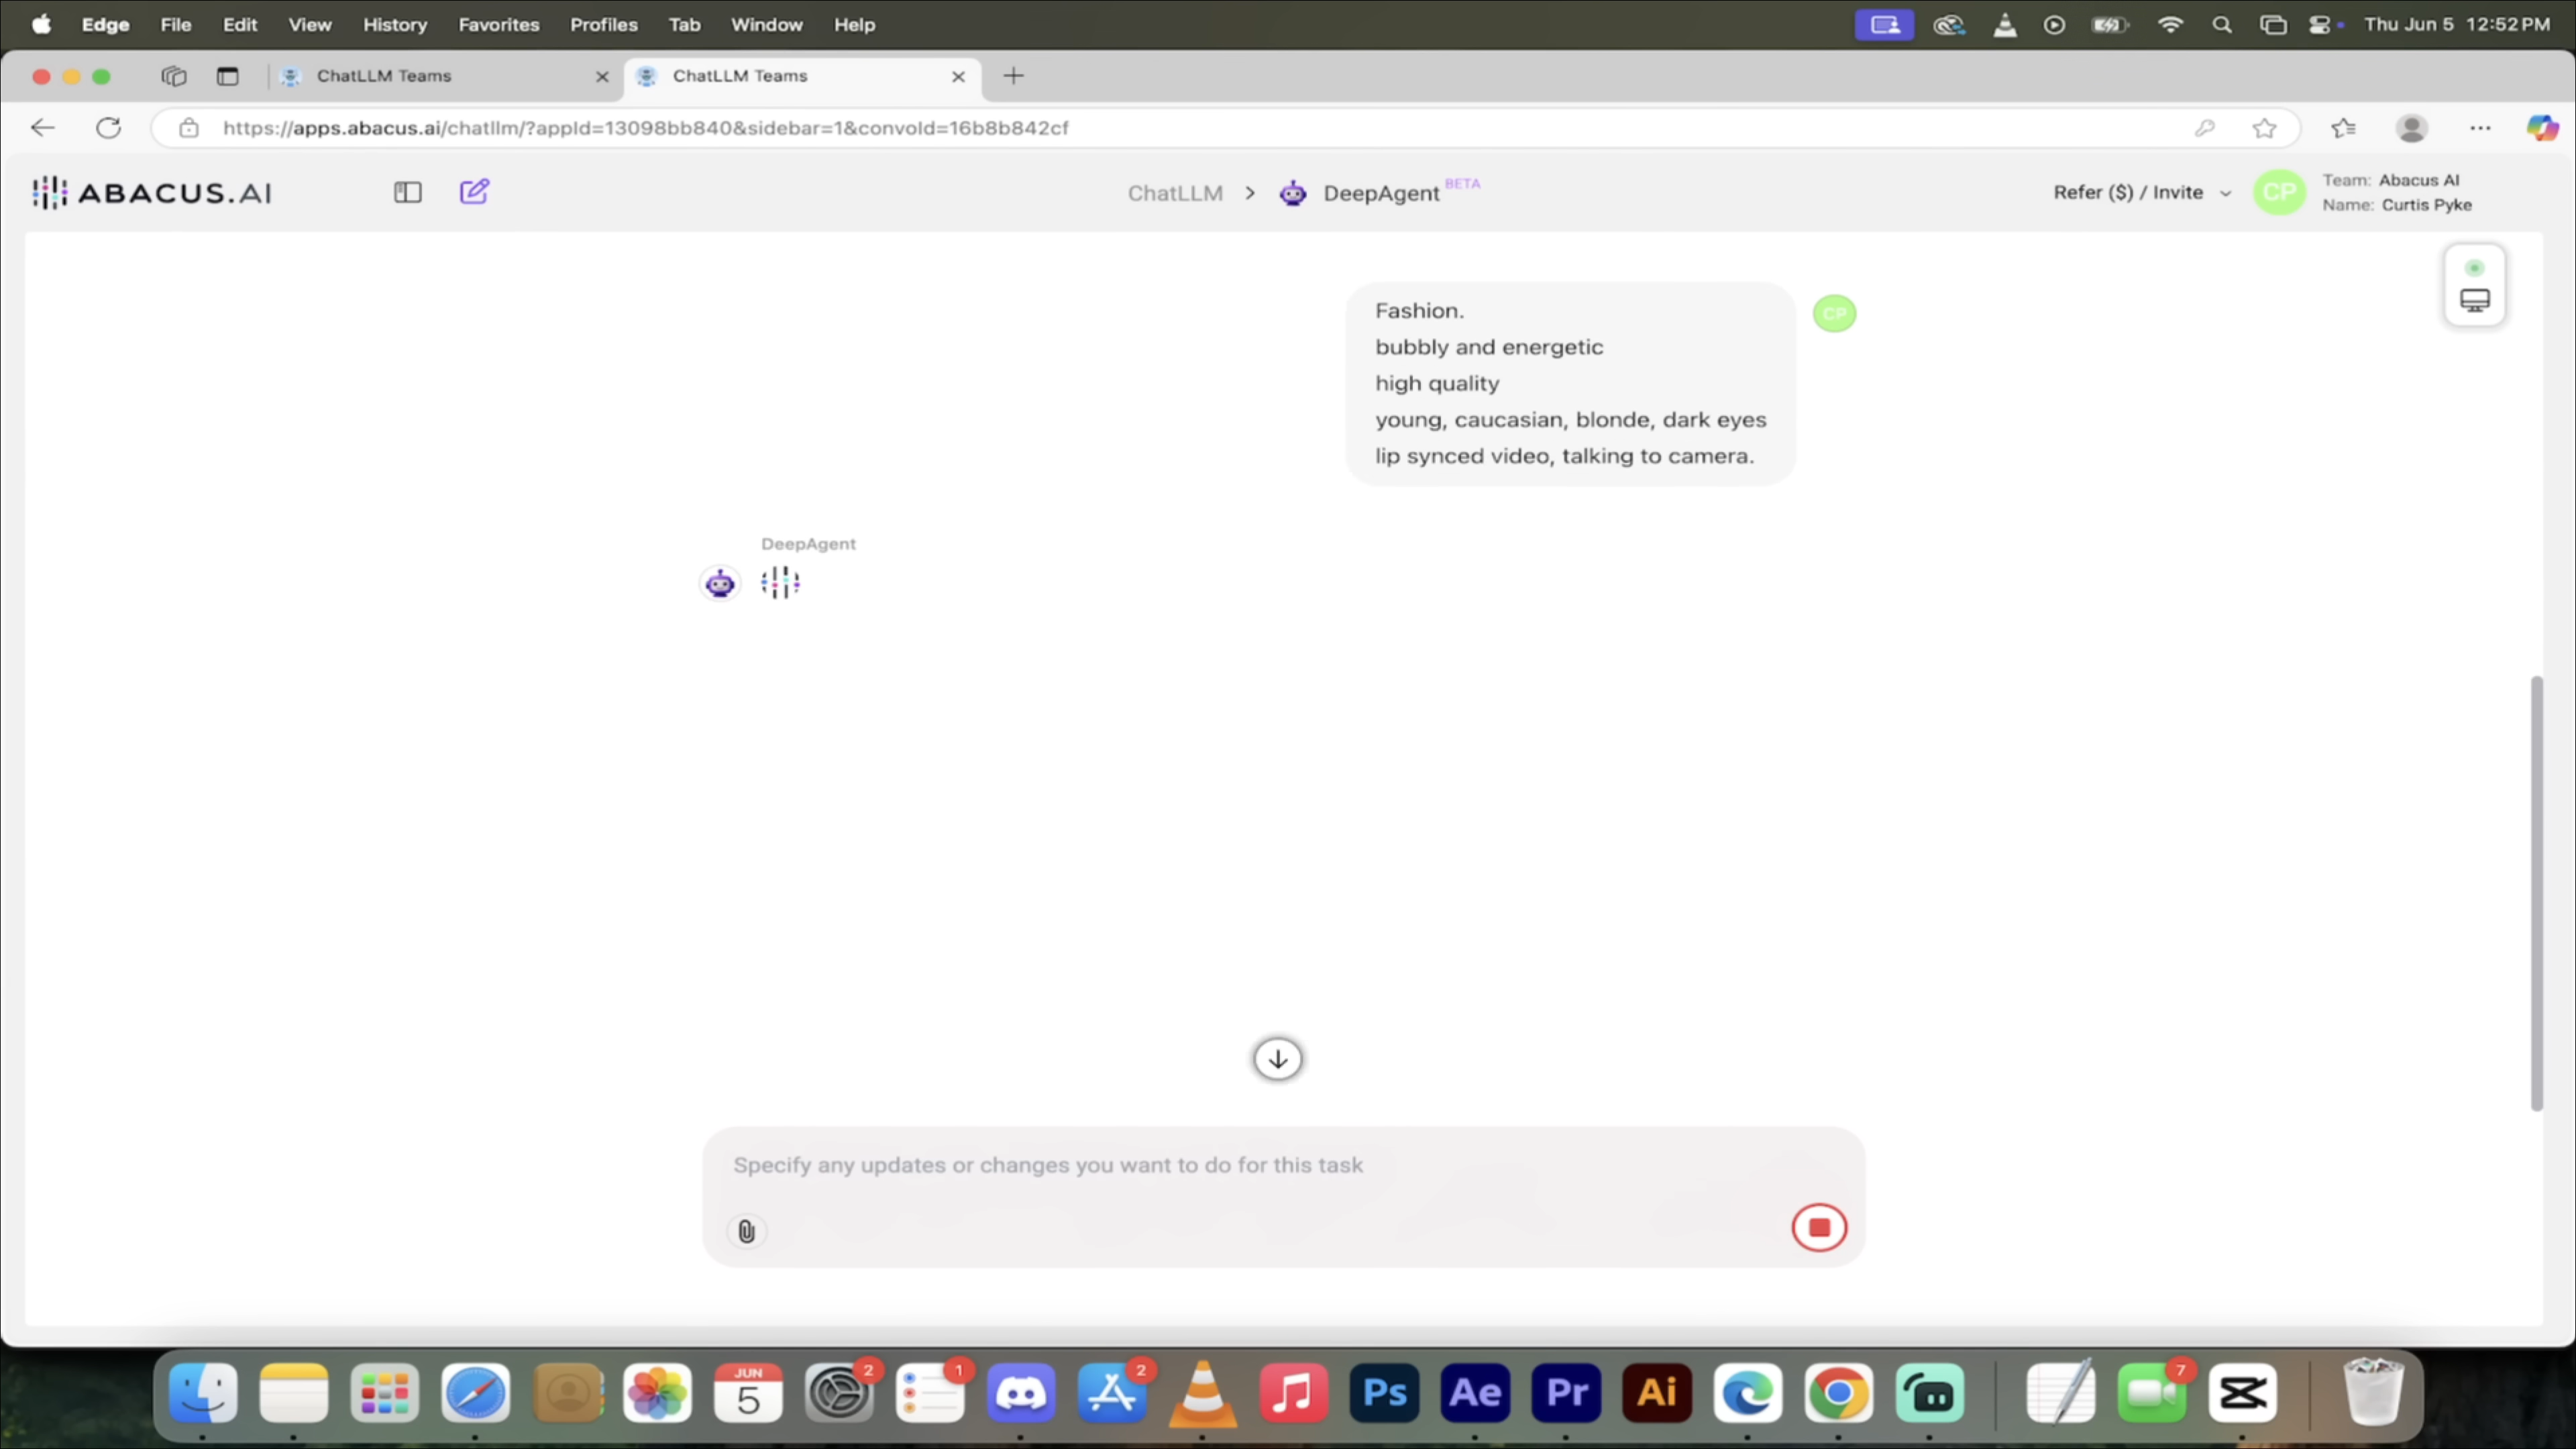 Edge File Edit View History Favorites Profiles Tab Window Help Thu Jun 5 12:52 PM
ChatLLM Teams ChatLLM Teams
https://apps.abacus.ai/chatllm/?appId=13098bb840&sidebar=1&convoId=16b8b842cf
ABACUS.AI ChatLLM > DeepAgent BETA Refer ($) / Invite CP Team: Abacus AI
Name: Curtis Pyke
Fashion.
CP
bubbly and energetic
high quality
young, caucasian, blonde, dark eyes
lip synced video, talking to camera.
DeepAgent
Specify any updates or changes you want to do for this task
JUN 5 2 1 2 Ps Ae Pr Ai 7